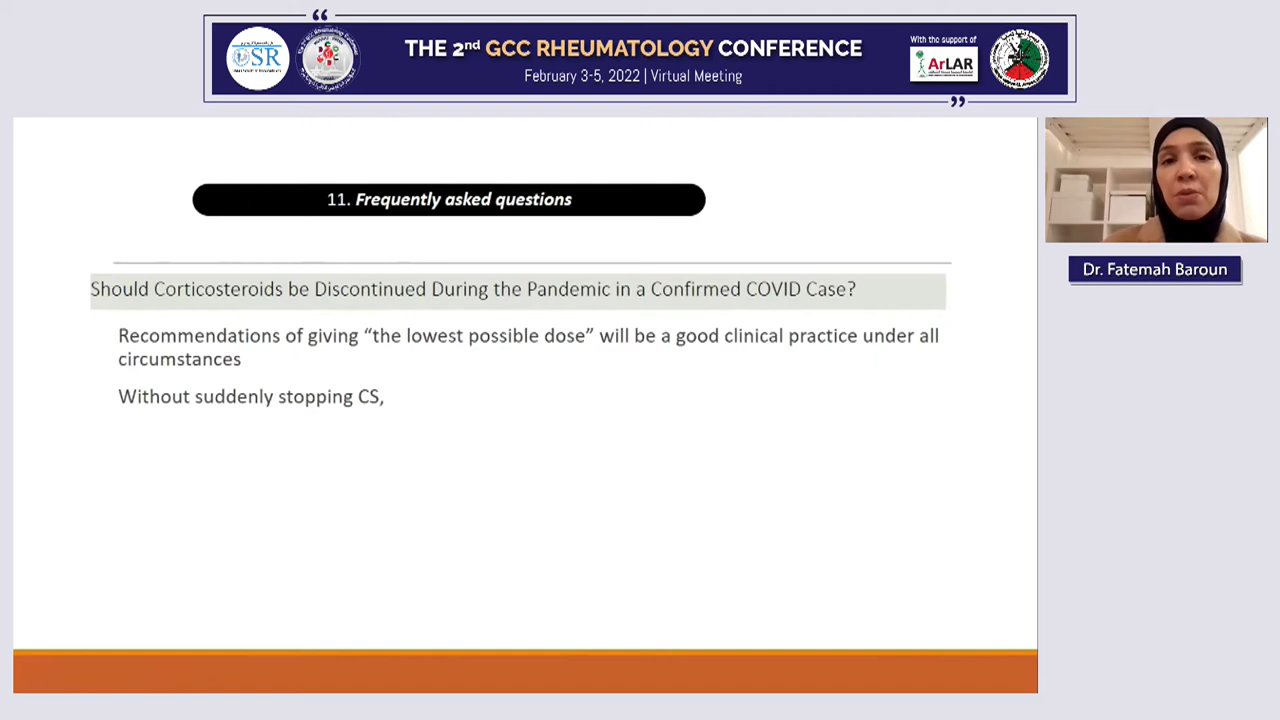 “
THE 2nd GCC RHEUMATOLOGY CONFERENCE
February 3-5, 2022 | Virtual Meeting
With the support of
SR
ArLAR
”
11. Frequently asked questions
Should Corticosteroids be Discontinued During the Pandemic in a Confirmed COVID Case?
Recommendations of giving “the lowest possible dose” will be a good clinical practice under all
circumstances
Without suddenly stopping CS,
Dr. Fatemah Baroun